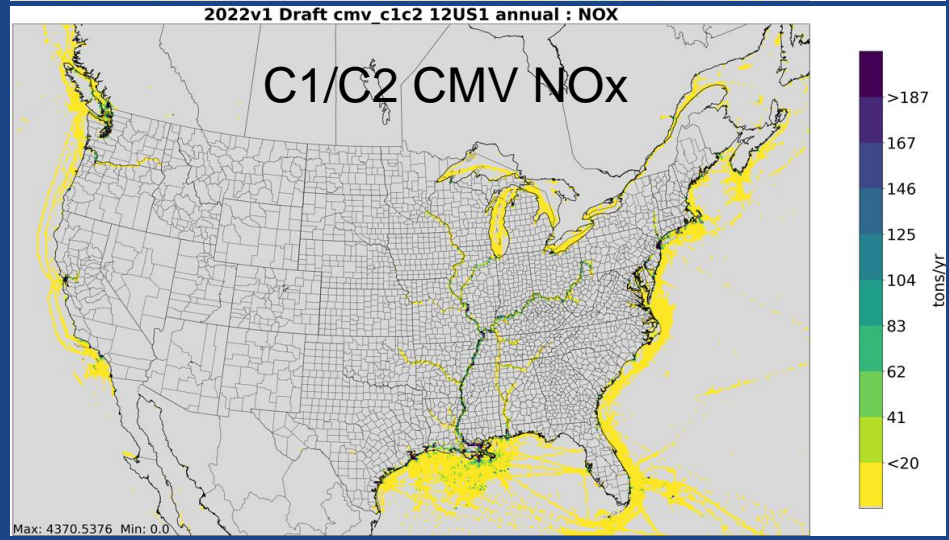 2022v1 Draft cmv_c1c2 12US1 annual : NOX
C1/C2 CMV NOx
>187
167
146
125
104
83
62
41
<20
tons/yr
Max: 4370.5376 Min: 0.0